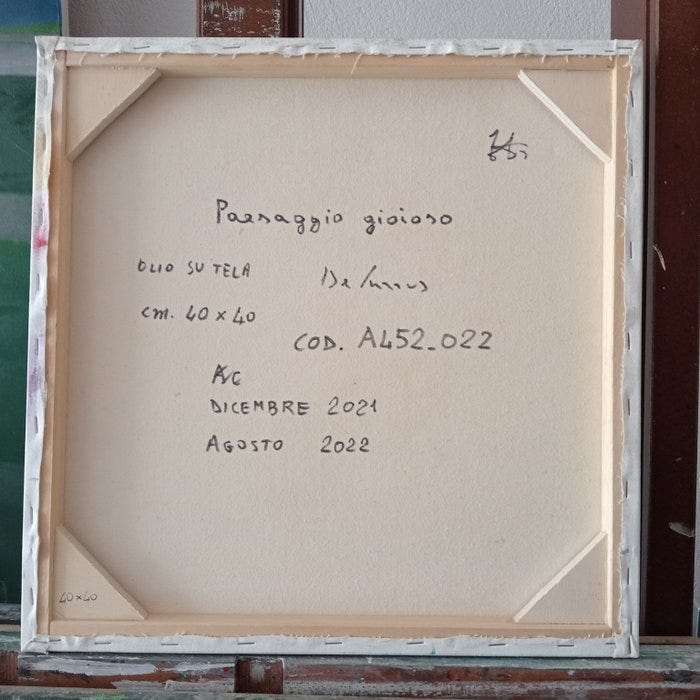 Paesaggio gioioso
OLIO SU TELA
cm. 40 x 40
COD. A452_022
DICEMBRE 2021
AGOSTO 2022
40x40